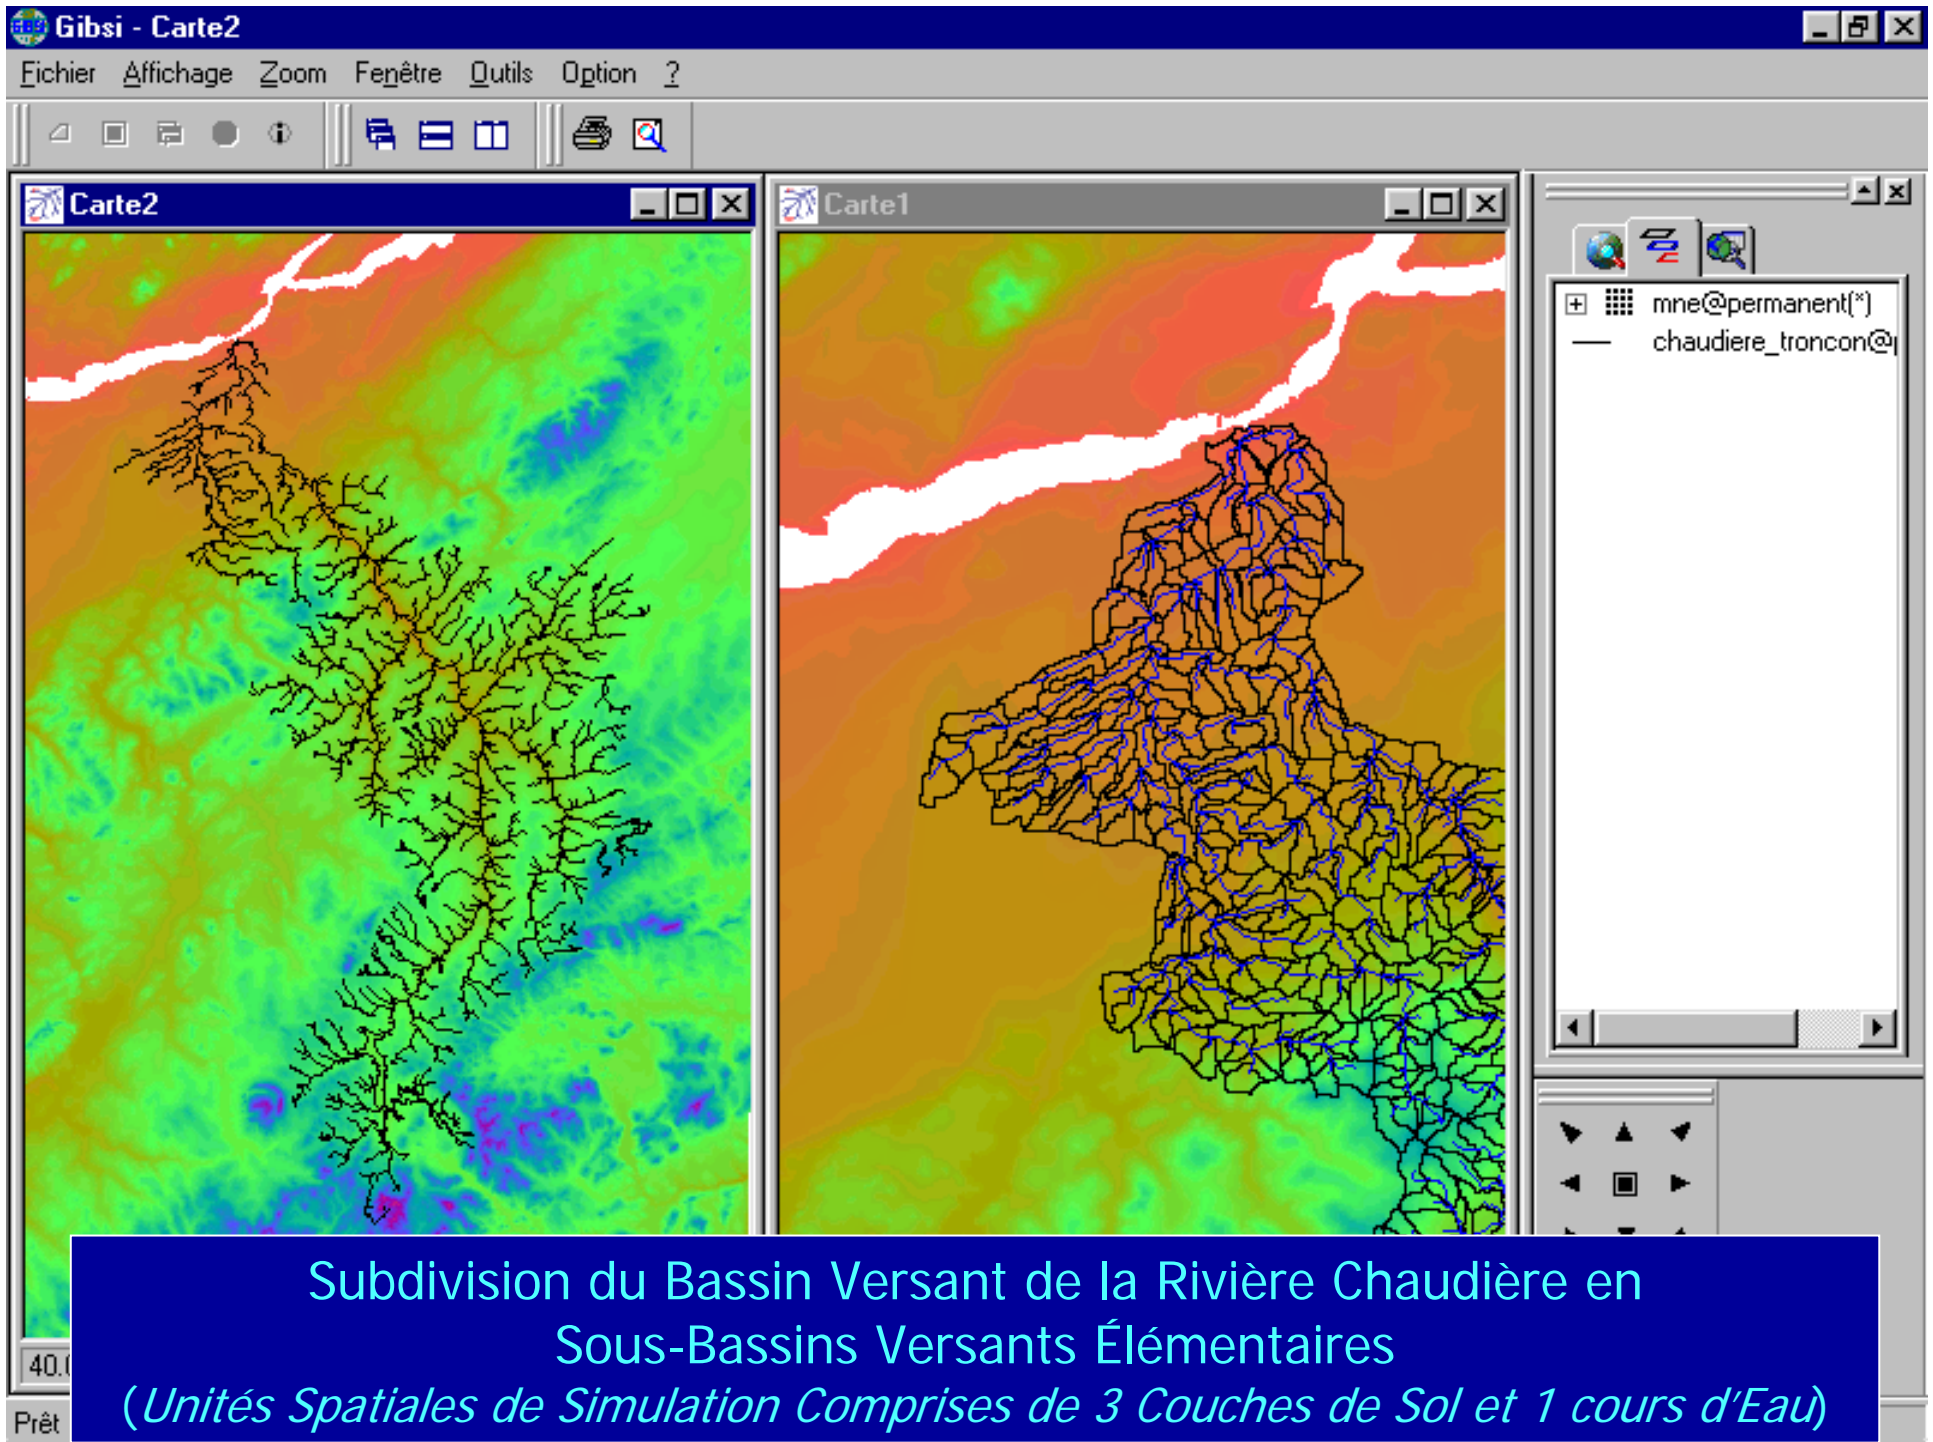 Gibsi - Carte2
Fichier Affichage Zoom Fenêtre Outils Option ?
Carte2
Carte1
mne@permanent(*)
chaudiere_troncon@
Subdivision du Bassin Versant de la Rivière Chaudière en
Sous-Bassins Versants Élémentaires
(Unités Spatiales de Simulation Comprises de 3 Couches de Sol et 1 cours d'Eau)
40.
Prêt